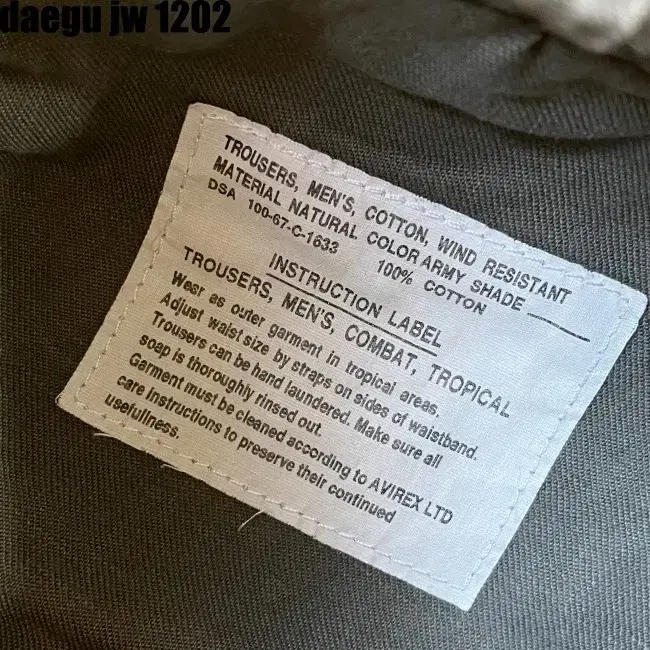 daegu jw 1202
TROUSERS, MEN'S, COTTON, WIND RESISTANT
MATERIAL NATURAL COLOR ARMY SHADE
DSA 100-67-C-1633 100% COTTON
INSTRUCTION LABEL
TROUSERS, MEN'S, COMBAT, TROPICAL
Wear as outer garment in tropical areas.
Adjust waist size by straps on sides of waistband.
Trousers can be hand laundered. Make sure all
soap is thoroughly rinsed out.
Garment must be cleaned according to AVIREX LTD
care instructions to preserve their continued
usefullness.